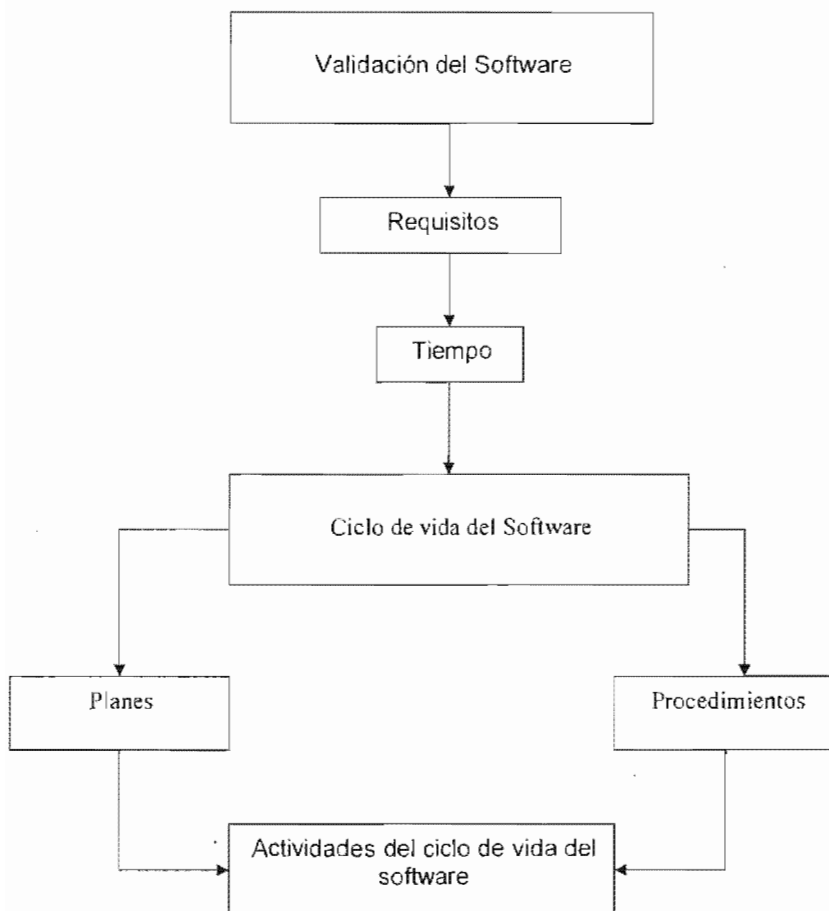 Validación del Software
Requisitos
Tiempo
Ciclo de vida del Software
Planes
Procedimientos
Actividades del ciclo de vida del
software